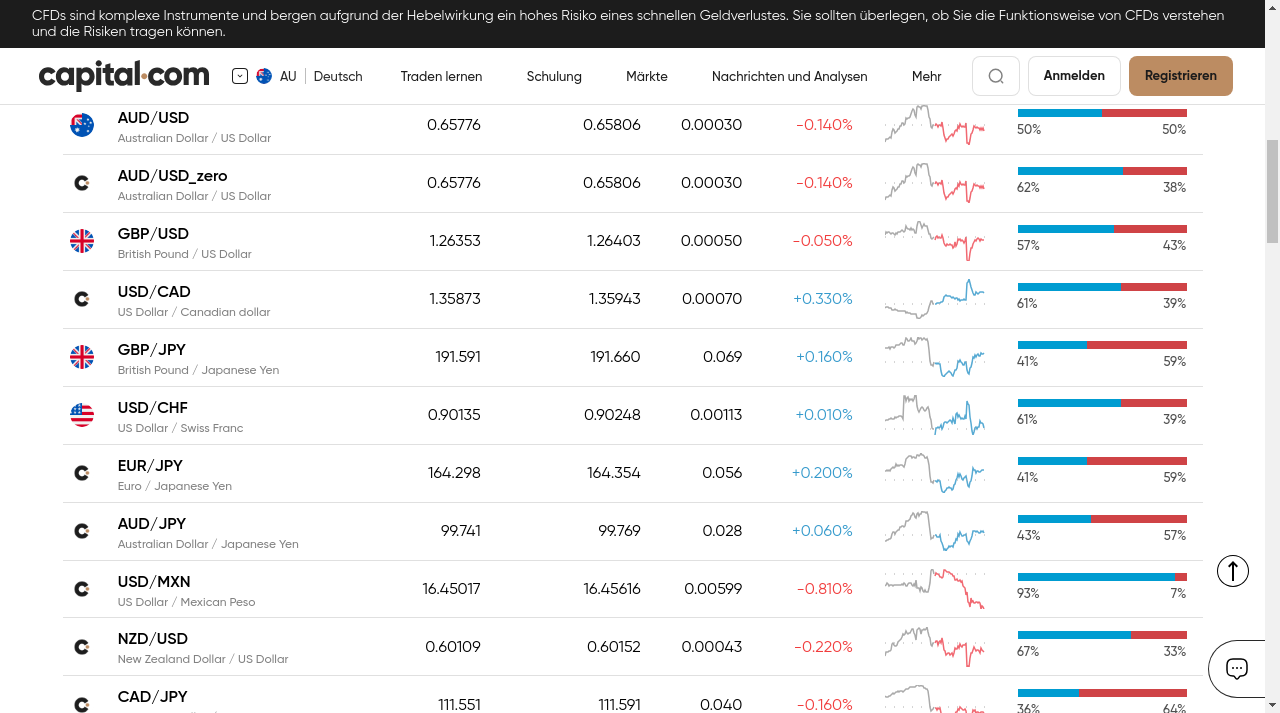 CFDs sind komplexe Instrumente und bergen aufgrund der Hebelwirkung ein hohes Risiko eines schnellen Geldverlustes. Sie sollten überlegen, ob Sie die Funktionsweise von CFDs verstehen
und die Risiken tragen können.
capital.com AU Deutsch Traden lernen Schulung Märkte Nachrichten und Analysen Mehr Anmelden Registrieren
AUD/USD 0.65776 0.65806 0.00030 -0.140%
Australian Dollar / US Dollar 50% 50%
AUD/USD_zero 0.65776 0.65806 0.00030 -0.140%
Australian Dollar / US Dollar 62% 38%
GBP/USD 1.26353 1.26403 0.00050 -0.050%
British Pound / US Dollar 57% 43%
USD/CAD 1.35873 1.35943 0.00070 +0.330%
US Dollar / Canadian dollar 61% 39%
GBP/JPY 191.591 191.660 0.069 +0.160%
British Pound / Japanese Yen 41% 59%
USD/CHF 0.90135 0.90248 0.00113 +0.010%
US Dollar / Swiss Franc 61% 39%
EUR/JPY 164.298 164.354 0.056 +0.200%
Euro / Japanese Yen 41% 59%
AUD/JPY 99.741 99.769 0.028 +0.060%
Australian Dollar / Japanese Yen 43% 57%
USD/MXN 16.45017 16.45616 0.00599 -0.810%
US Dollar / Mexican Peso 93% 7%
NZD/USD 0.60109 0.60152 0.00043 -0.220%
New Zealand Dollar / US Dollar 67% 33%
CAD/JPY 111.551 111.591 0.040 -0.160%
36% 64%